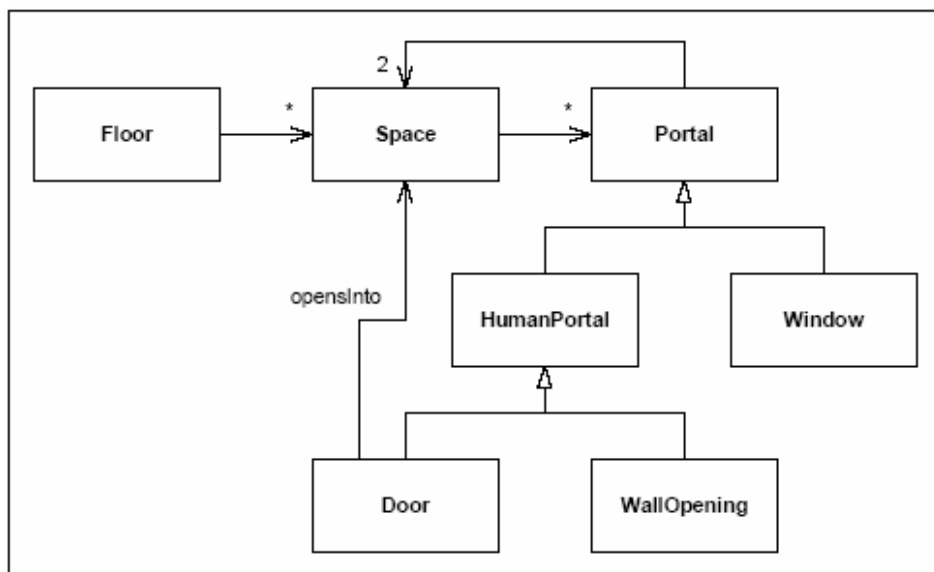 2
*
*
Floor
Space
Portal
opensInto
HumanPortal
Window
Door
WallOpening